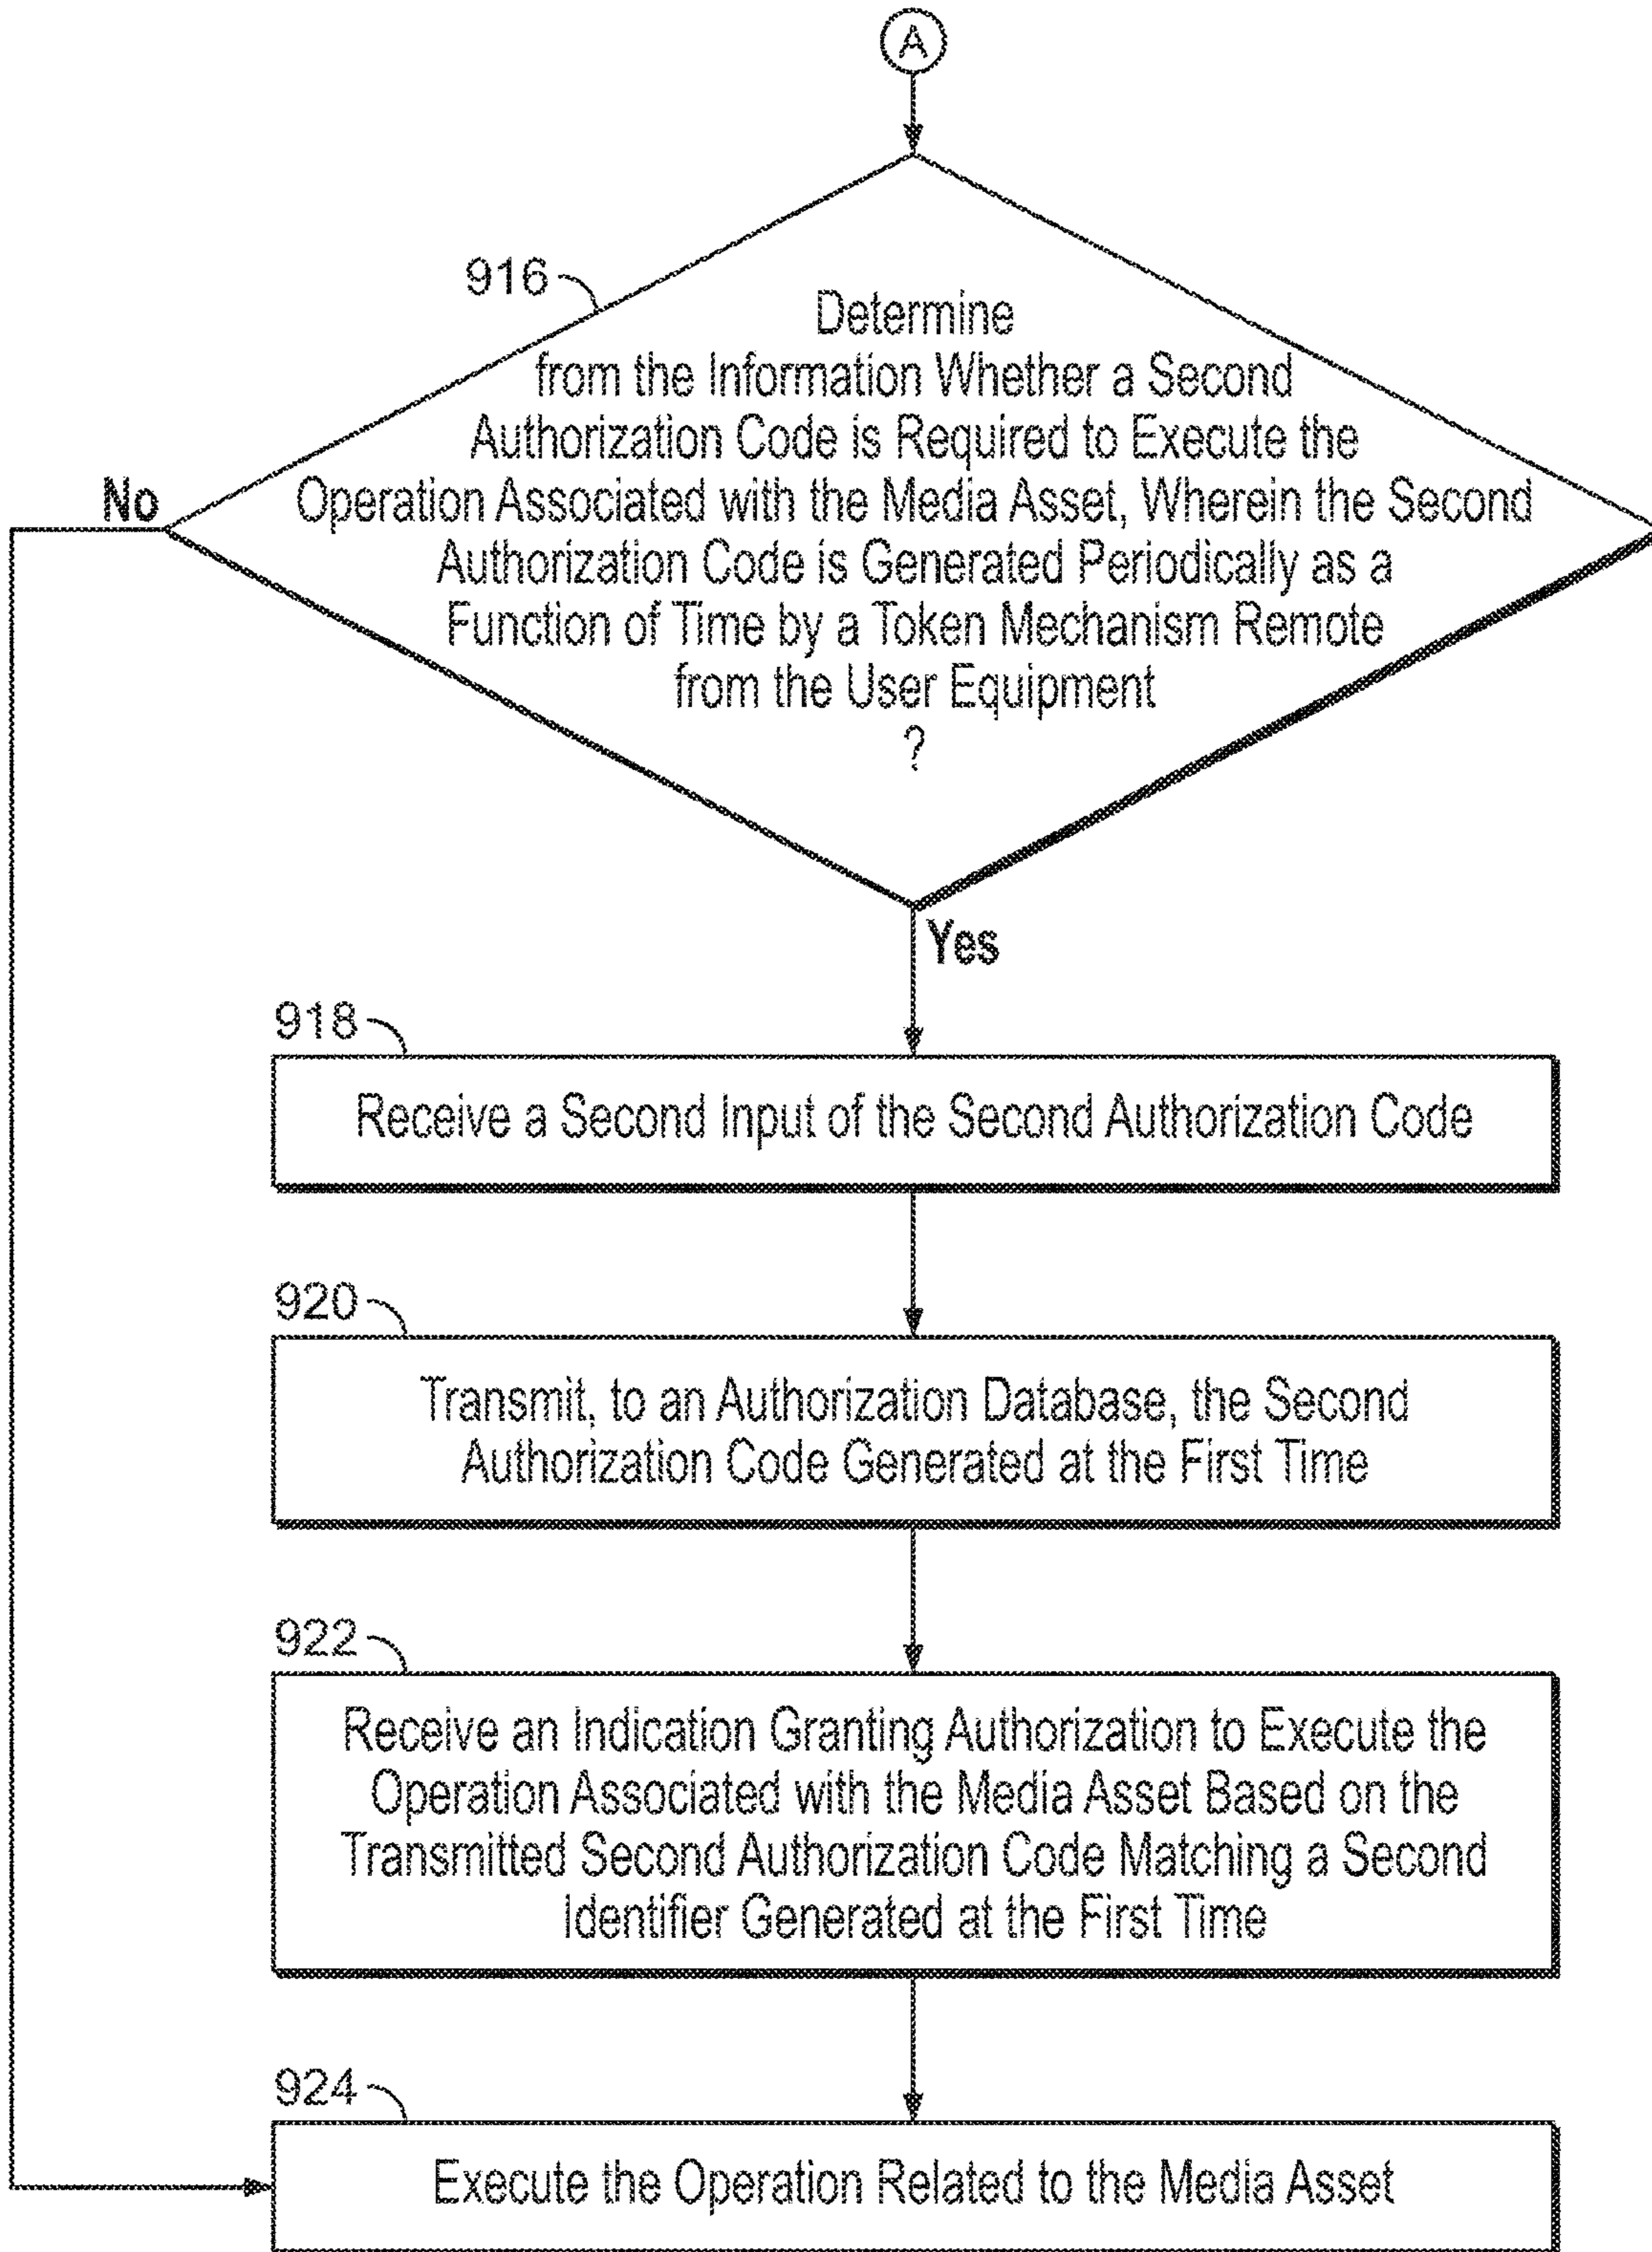 A
916
Determine
from the Information Whether a Second
Authorization Code is Required to Execute the
Operation Associated with the Media Asset, Wherein the Second
Authorization Code is Generated Periodically as a
Function of Time by a Token Mechanism Remote
from the User Equipment
?
No
Yes
918
Receive a Second Input of the Second Authorization Code
920
Transmit, to an Authorization Database, the Second
Authorization Code Generated at the First Time
922
Receive an Indication Granting Authorization to Execute the
Operation Associated with the Media Asset Based on the
Transmitted Second Authorization Code Matching a Second
Identifier Generated at the First Time
924
Execute the Operation Related to the Media Asset